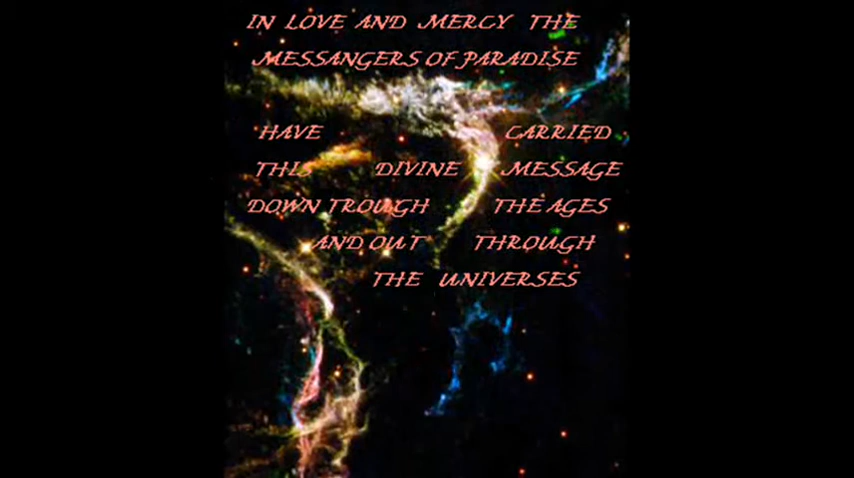 IN LOVE AND MERCY THE
MESSANGERS OF PARADISE
HAVE CARRIED
THIS DIVINE MESSAGE
DOWN TROUGH THE AGES
AND OUT THROUGH
THE UNIVERSES